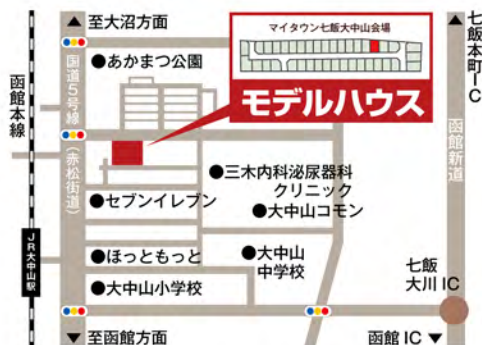 至大沼方面
マイタウン七飯大中山会場
七飯本町IC
●あかまつ公園
モデルハウス
函館本線
国道5号線
(赤松街道)
函館新道
●三木内科泌尿器科
クリニック
●セブンイレブン
●大中山コモン
JR大中山駅
●ほっともっと
●大中山
中学校
七飯
大川IC
●大中山小学校
至函館方面
函館IC